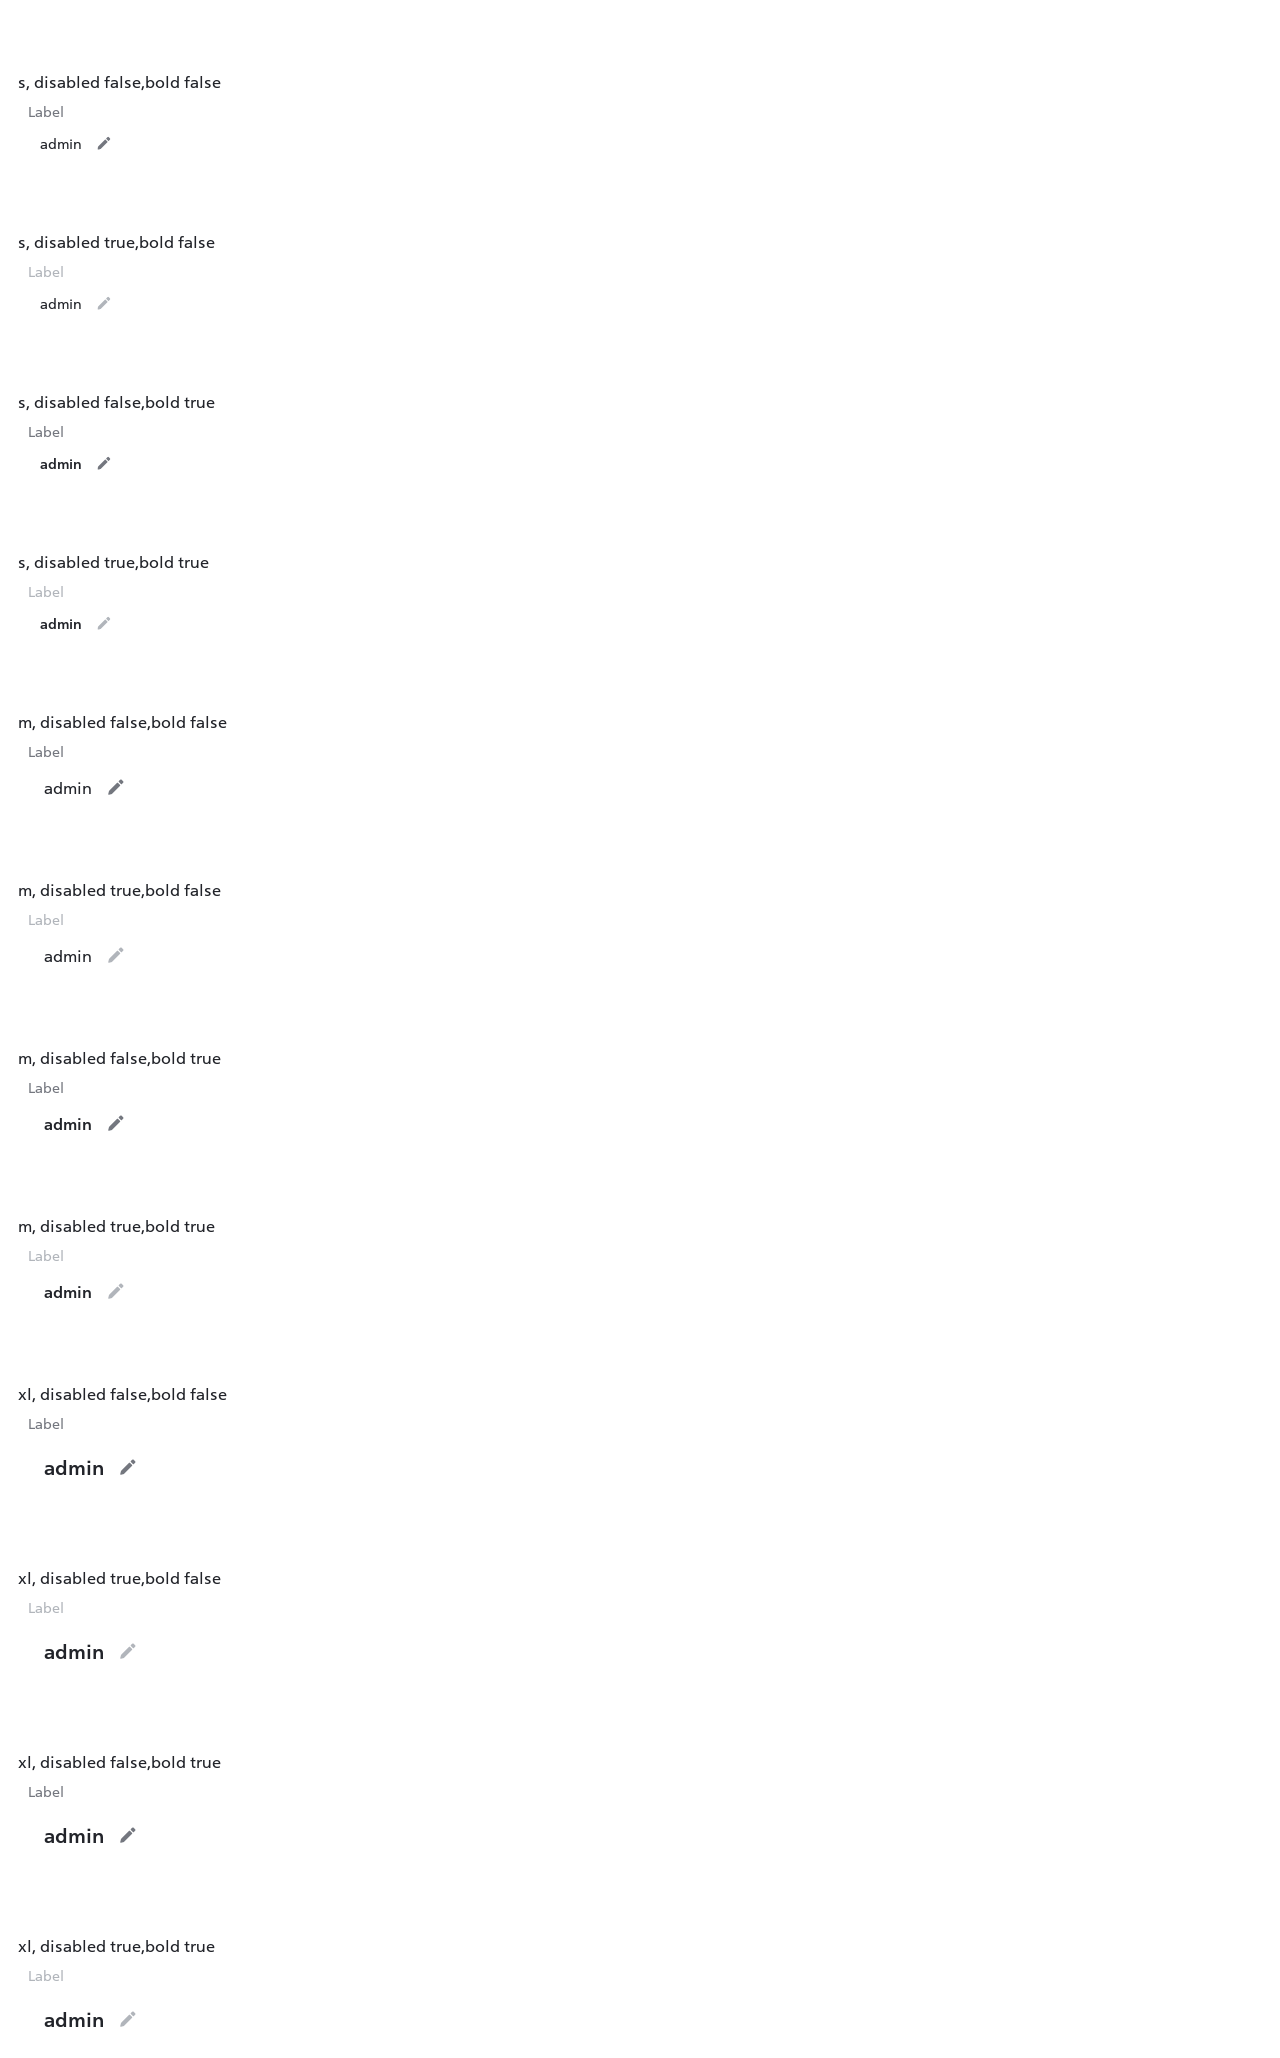 s, disabled false,bold false
Label
admin
s, disabled true,bold false
Label
admin
s, disabled false,bold true
Label
admin
s, disabled true,bold true
Label
admin
m, disabled false,bold false
Label
admin
m, disabled true,bold false
Label
admin
m, disabled false,bold true
Label
admin
m, disabled true,bold true
Label
admin
xl, disabled false,bold false
Label
admin
xl, disabled true,bold false
Label
admin
xl, disabled false,bold true
Label
admin
xl, disabled true,bold true
Label
admin